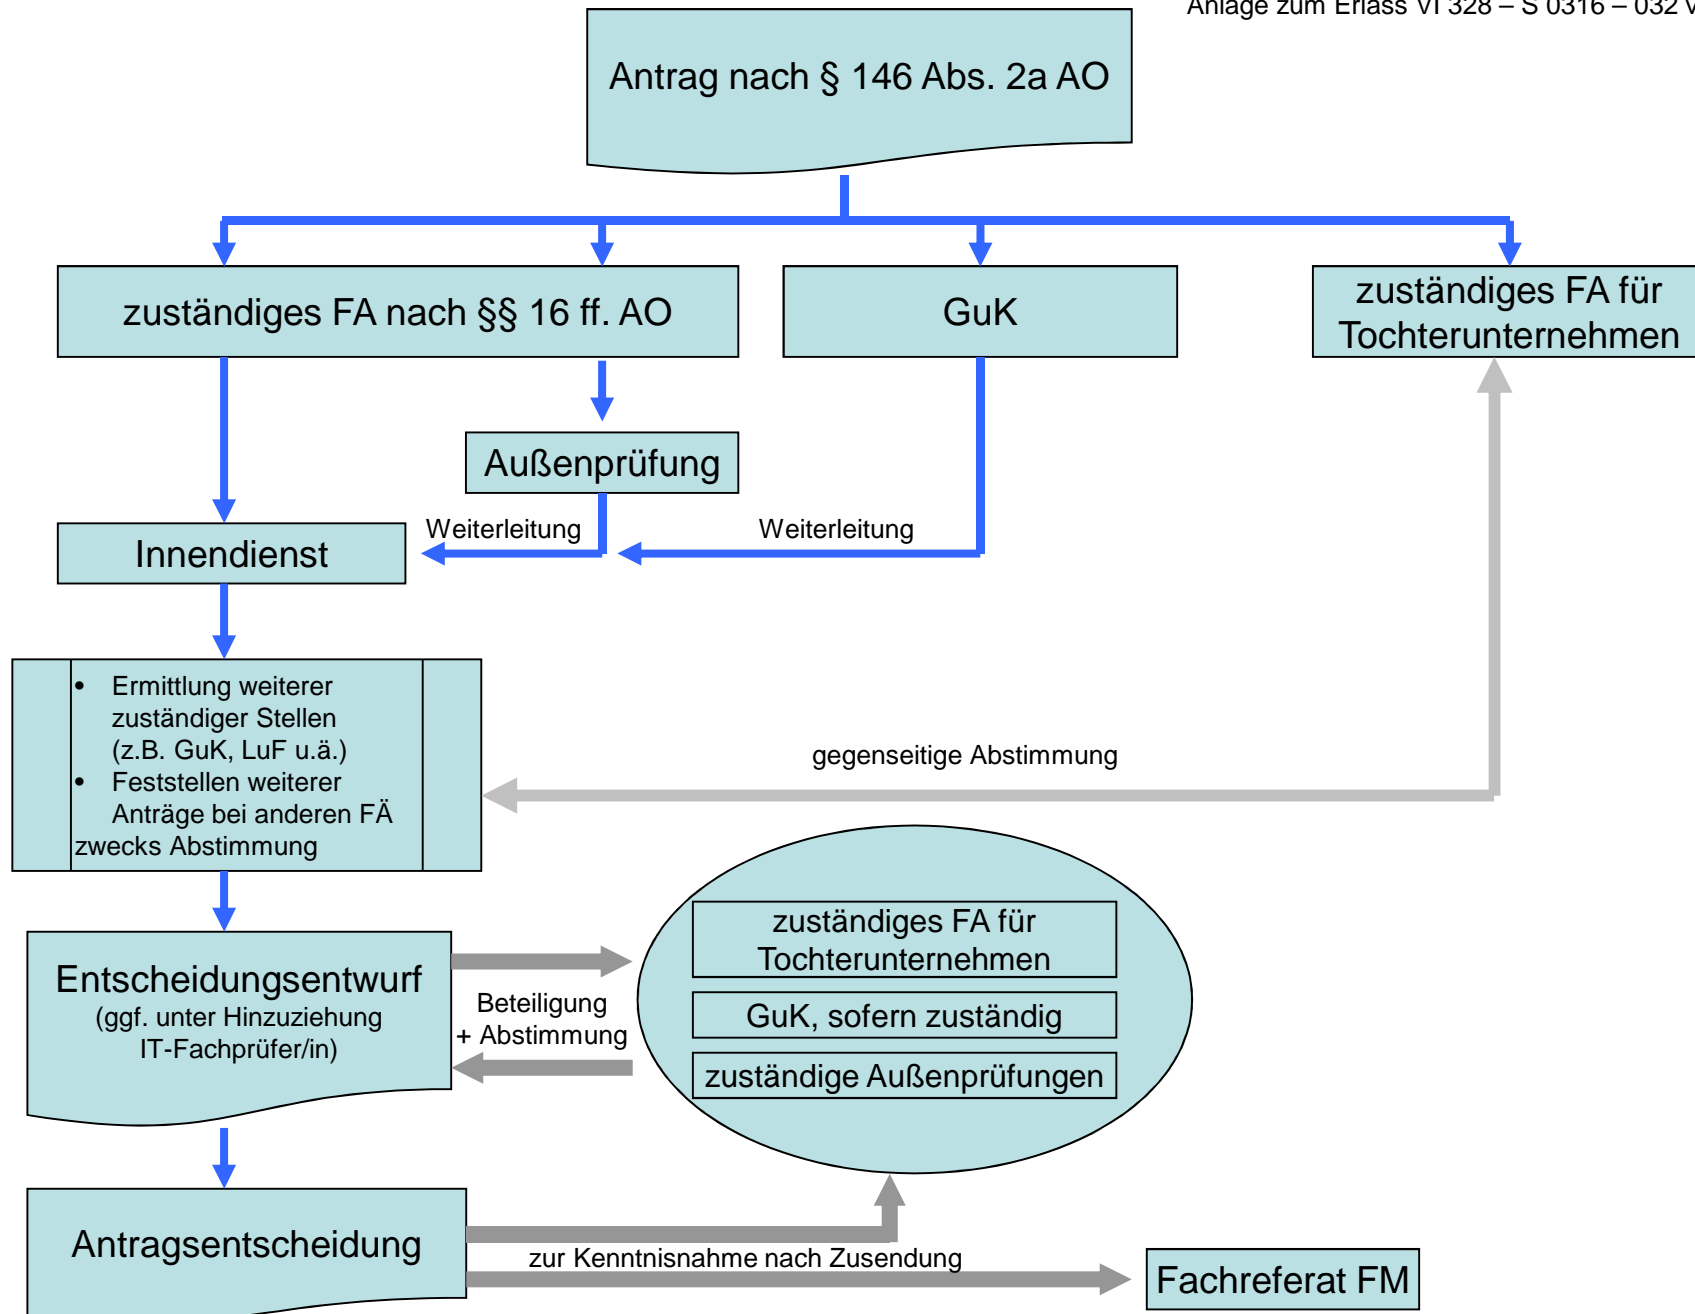 Anlage zum Erlass VI 328 – S 0316 – 032
Antrag nach § 146 Abs. 2a AO
zuständiges FA nach §§ 16 ff. AO
GuK
zuständiges FA für
Tochterunternehmen
Außenprüfung
Weiterleitung
Weiterleitung
Innendienst
• Ermittlung weiterer
zuständiger Stellen
(z.B. GuK, LuF u.ä.)
• Feststellen weiterer
Anträge bei anderen FÄ
zwecks Abstimmung
gegenseitige Abstimmung
zuständiges FA für
Tochterunternehmen
GuK, sofern zuständig
zuständige Außenprüfungen
Entscheidungsentwurf
(ggf. unter Hinzuziehung
IT-Fachprüfer/in)
Beteiligung
+ Abstimmung
Antragsentscheidung
zur Kenntnisnahme nach Zusendung
Fachreferat FM